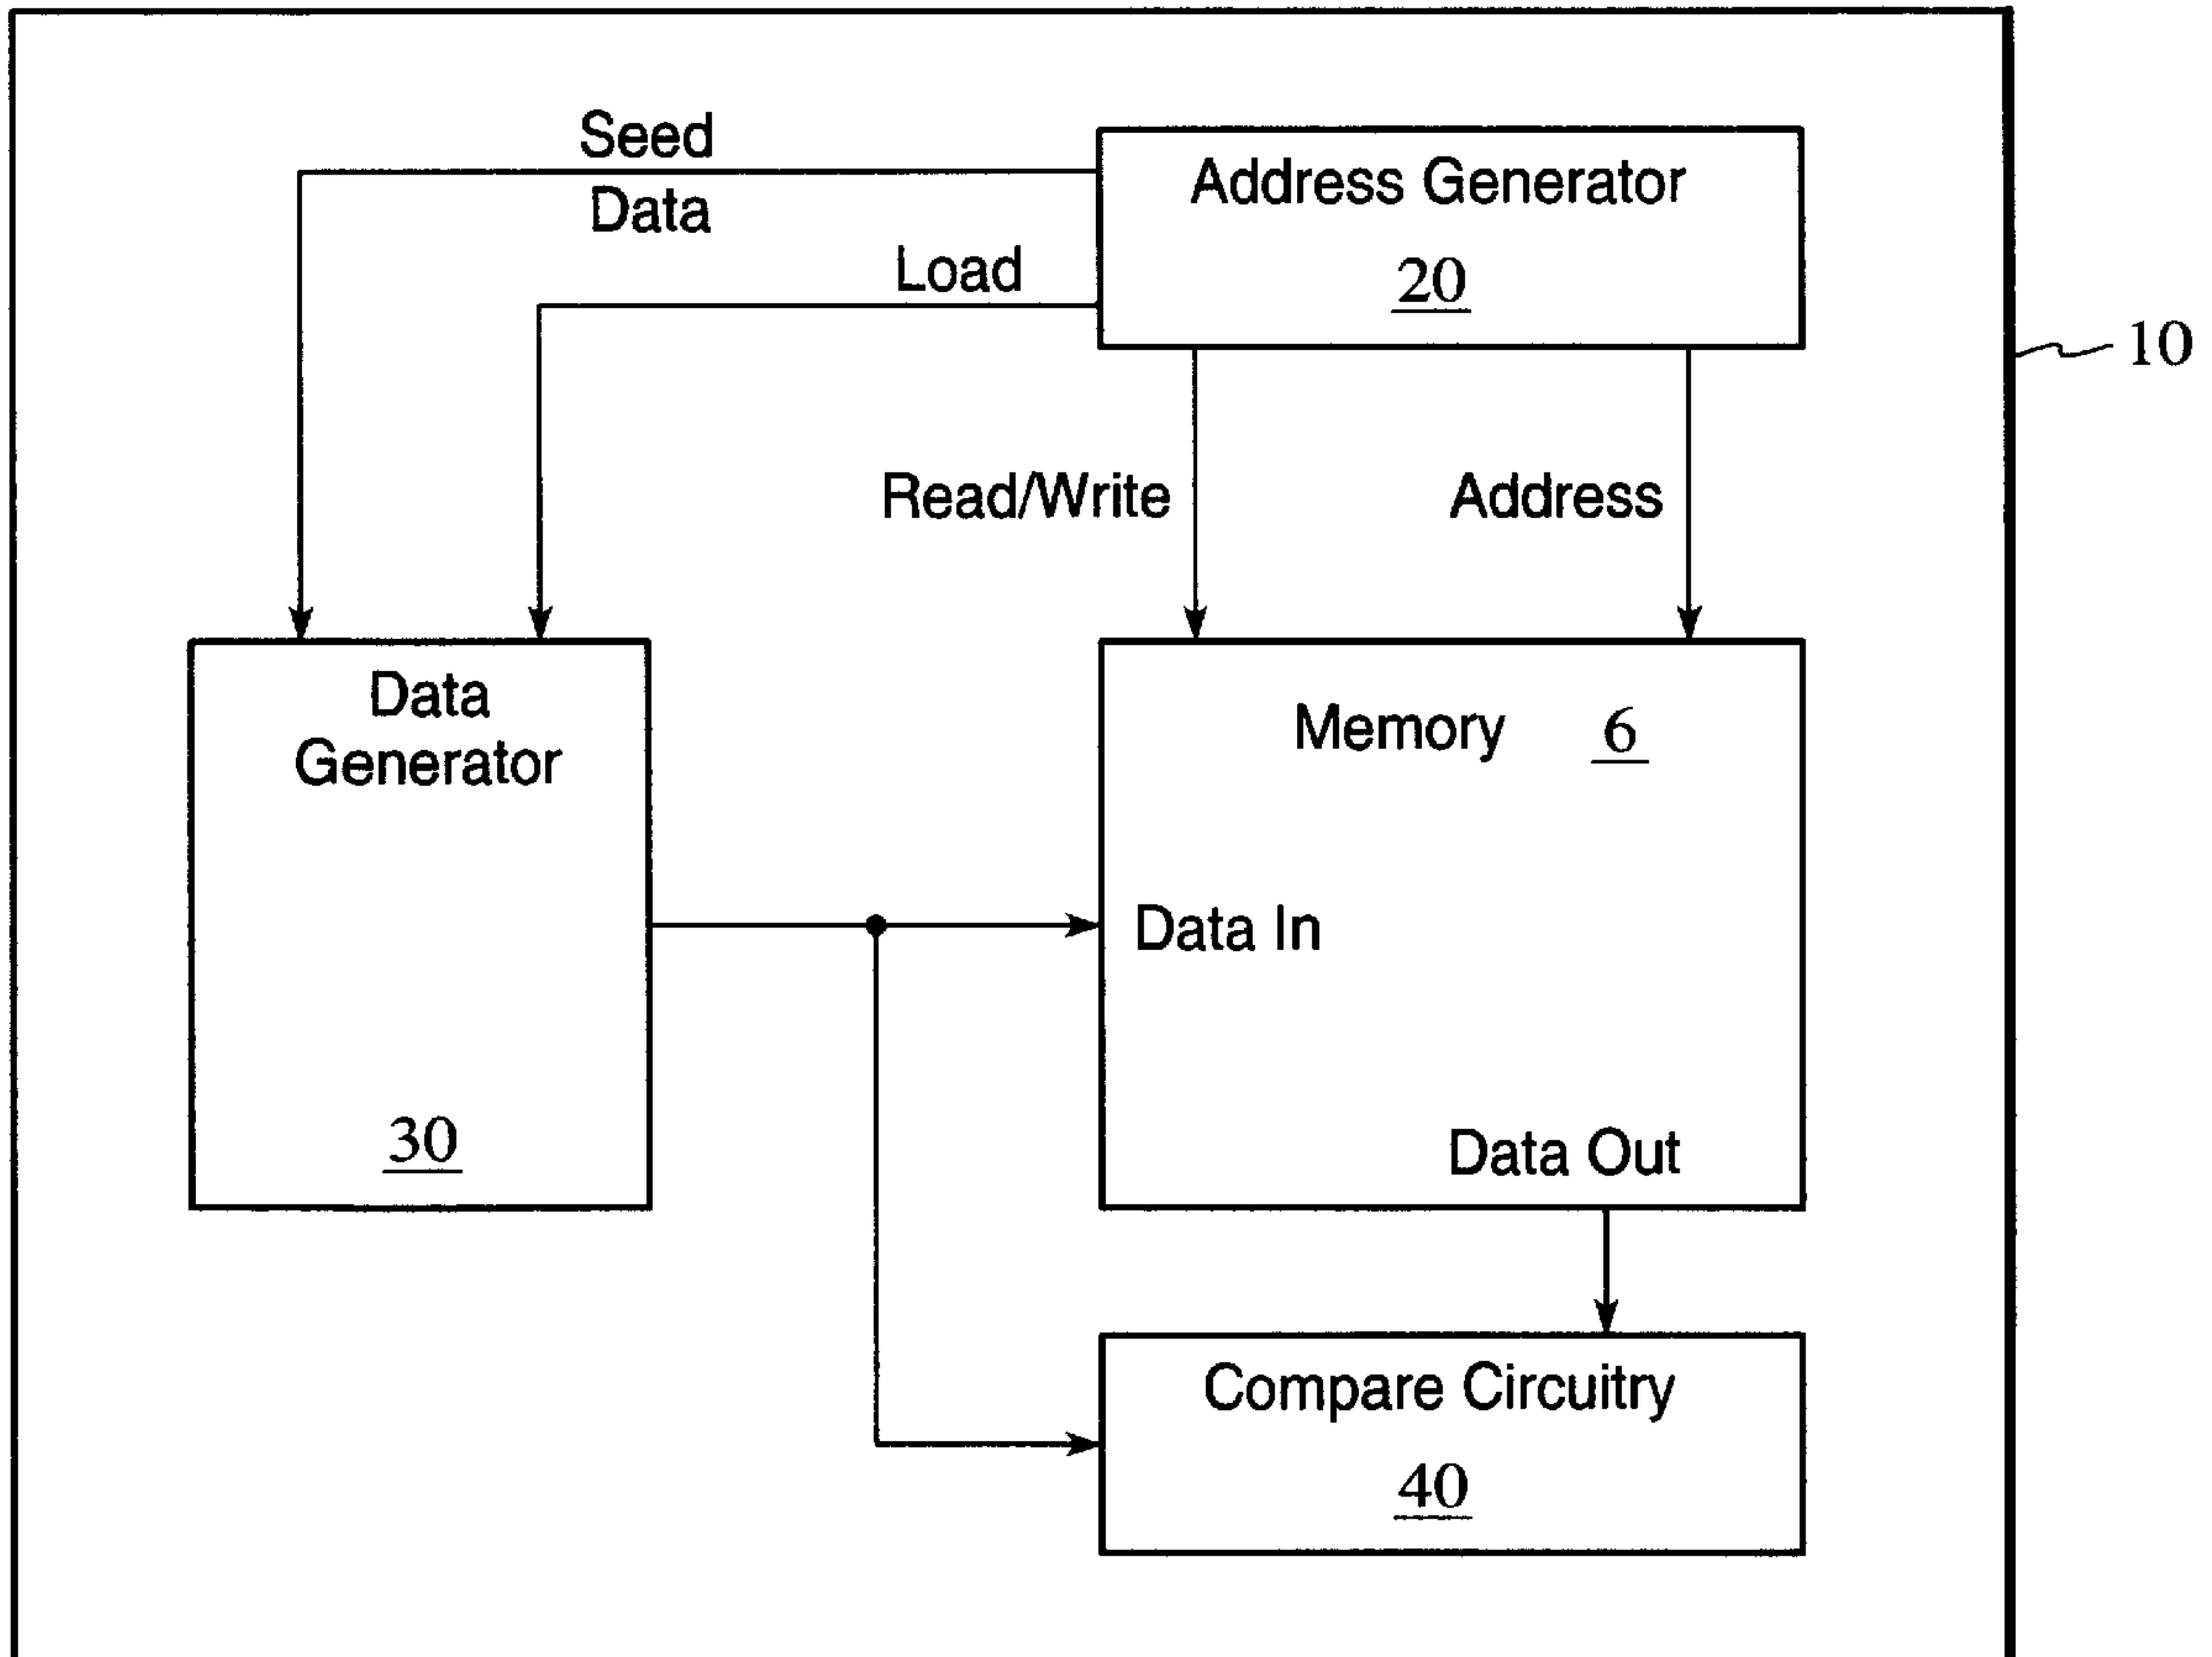 Seed
Data
Load
Address Generator
20
10
Read/Write
Address
Data
Generator
30
Memory 6
Data In
Data Out
Compare Circuitry
40